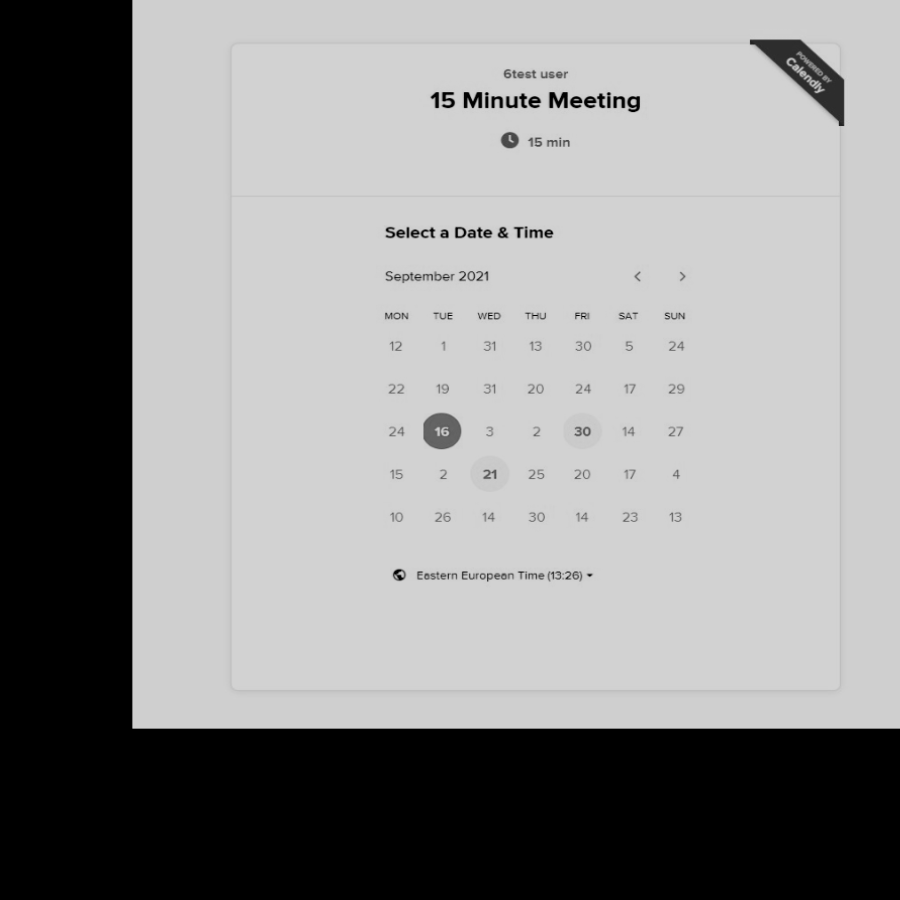 POWERED BY
Calendly
6test user
15 Minute Meeting
15 min
Select a Date & Time
September 2021
MON TUE WED THU FRI SAT SUN
12 1 31 13 30 5 24
22 19 31 20 24 17 29
24 16 3 2 30 14 27
15 2 21 25 20 17 4
10 26 14 30 14 23 13
Eastern European Time (13:26)